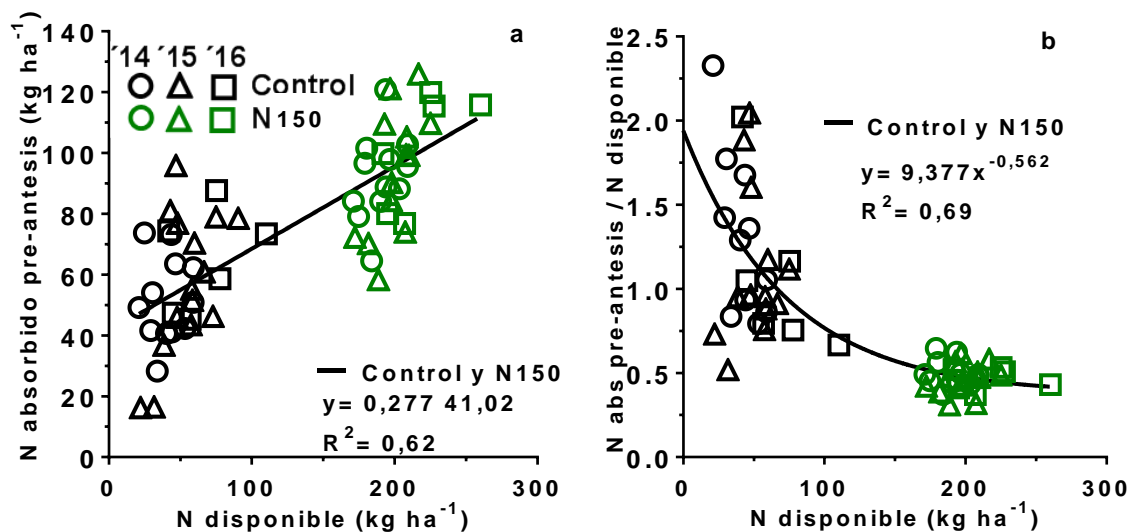 a
´14 ´15 ´16
Control
N150
Control y N150
y= 0,277 41,02
R²= 0,62
N absorbido pre-antesis (kg ha⁻¹)
140
120
100
80
60
40
20
0
0 100 200 300
N disponible (kg ha⁻¹)
b
Control y N150
y= 9,377x⁻⁰,⁵⁶²
R²= 0,69
N abs pre-antesis / N disponible
2.5
2.0
1.5
1.0
0.5
0.0
0 100 200 300
N disponible (kg ha⁻¹)